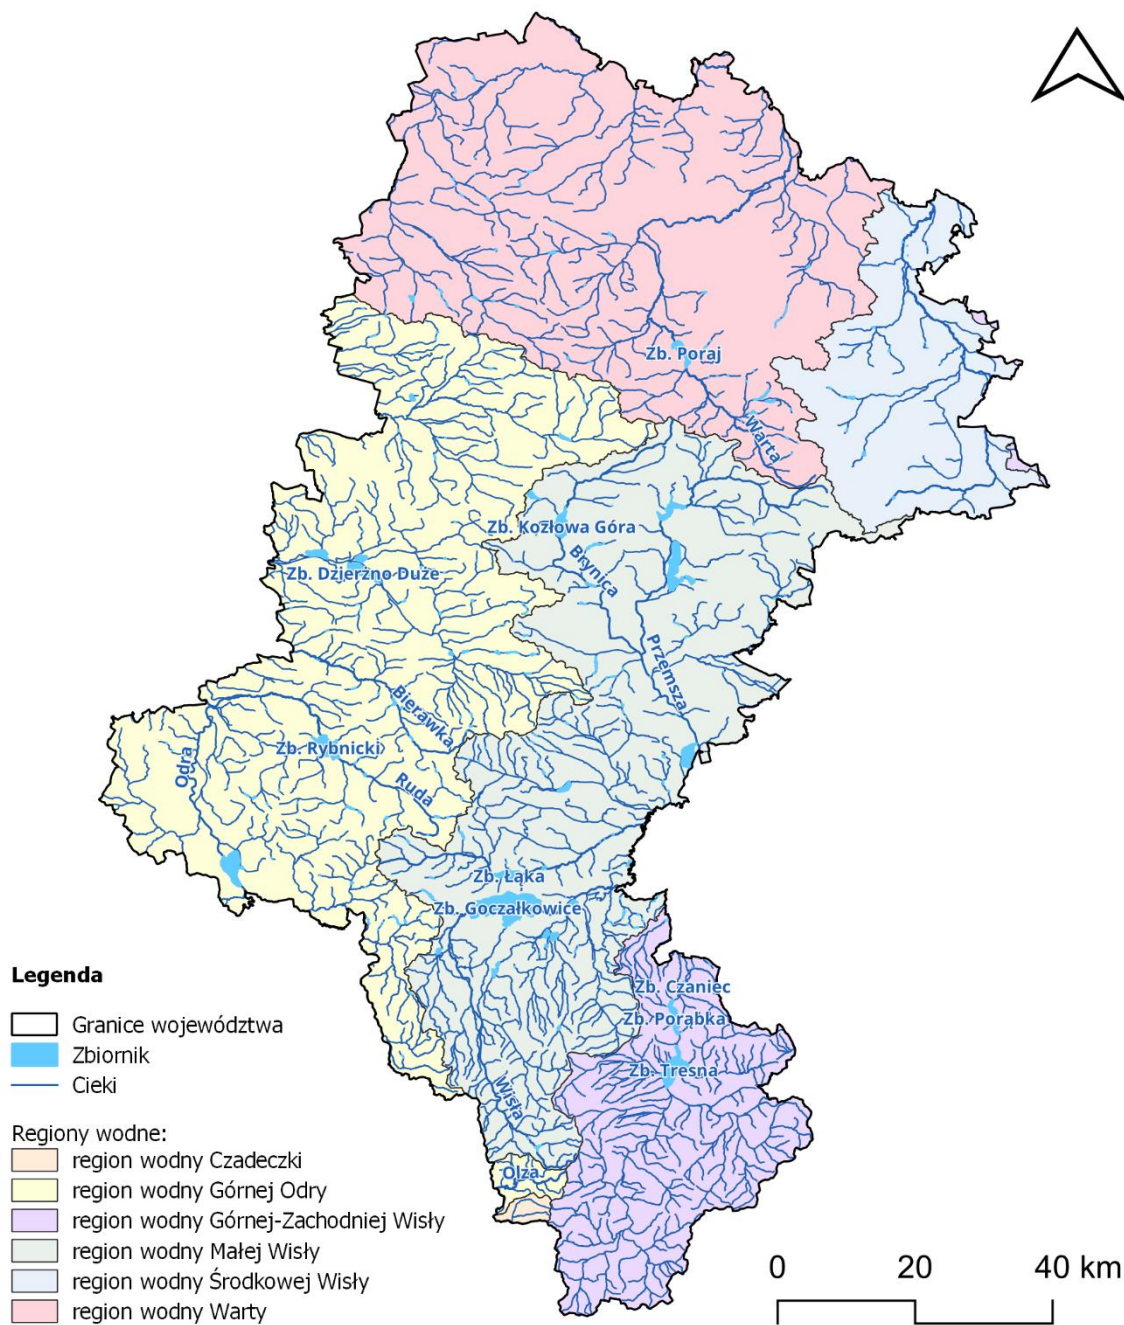 Zb. Poraj
Warta
Zb. Kozłowa Góra
Brynica
Zb. Dzierżno Duże
Przemsza
Bierawka
Zb. Rybnicki
Odra
Ruda
Zb. Łąka
Zb. Goczałkowice
Zb. Czaniec
Zb. Porąbka
Zb. Tresna
Wisła
Olza
Legenda
Granice województwa
Zbiornik
Cieki
Regiony wodne:
region wodny Czadeczki
region wodny Górnej Odry
region wodny Górnej-Zachodniej Wisły
region wodny Małej Wisły
region wodny Środkowej Wisły
region wodny Warty
0 20 40 km